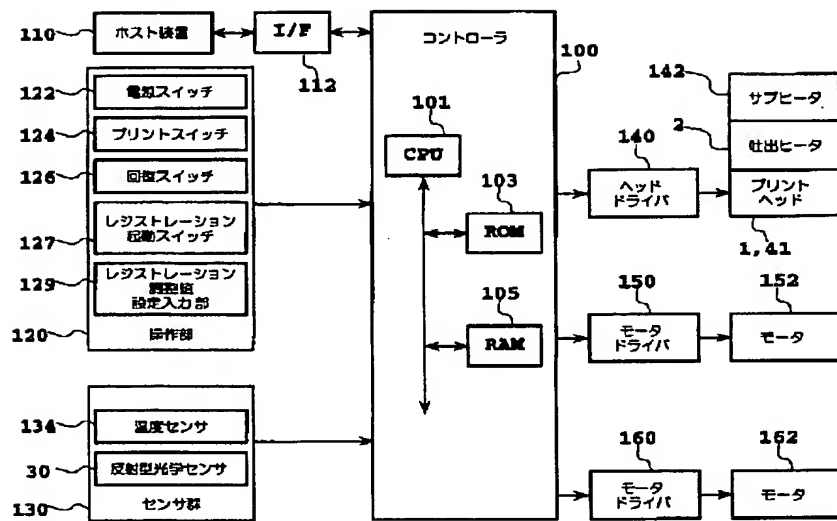 110
ホスト装置
I/F
112
コントローラ
100
122
電源スイッチ
124
プリントスイッチ
126
回復スイッチ
127
レジストレーション
起動スイッチ
129
レジストレーション
調整値
設定入力部
120
操作部
134
温度センサ
30
反射型光学センサ
130
センサ群
101
CPU
103
ROM
105
RAM
140
ヘッド
ドライバ
142
サブヒータ
2
吐出ヒータ
プリント
ヘッド
1,41
150
モータ
ドライバ
152
モータ
160
モータ
ドライバ
162
モータ